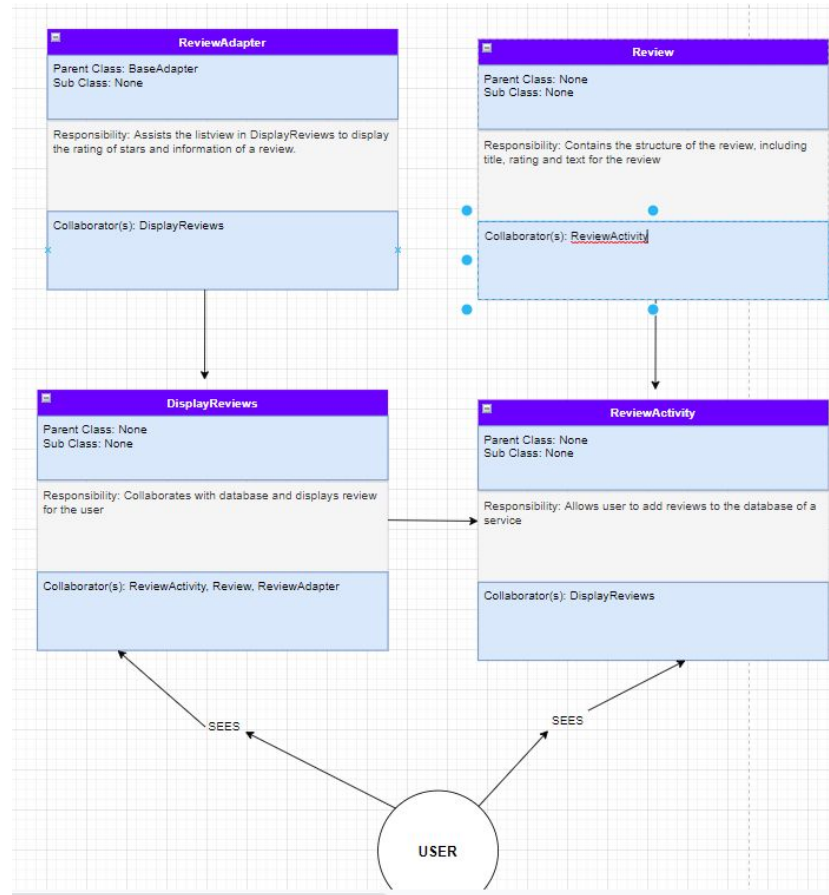 ReviewAdapter
Parent Class: BaseAdapter
Sub Class: None
Responsibility: Assists the listview in DisplayReviews to display
the rating of stars and information of a review.
Collaborator(s): DisplayReviews
Review
Parent Class: None
Sub Class: None
Responsibility: Contains the structure of the review, including
title, rating and text for the review
Collaborator(s): ReviewActivity
DisplayReviews
Parent Class: None
Sub Class: None
Responsibility: Collaborates with database and displays review
for the user
Collaborator(s): ReviewActivity, Review, ReviewAdapter
ReviewActivity
Parent Class: None
Sub Class: None
Responsibility: Allows user to add reviews to the database of a
service
Collaborator(s): DisplayReviews
SEES
SEES
USER